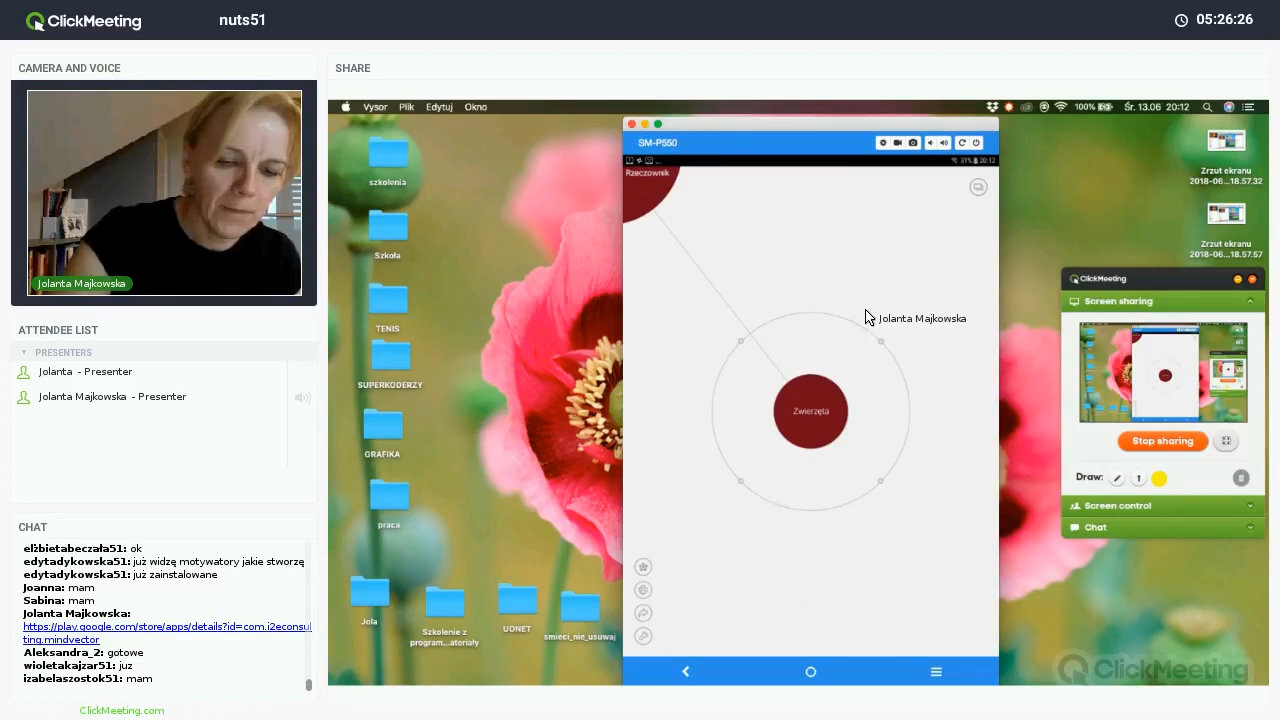 ClickMeeting
nuts51
05:26:26
CAMERA AND VOICE
Jolanta Majkowska
ATTENDEE LIST
PRESENTERS
Jolanta - Presenter
Jolanta Majkowska - Presenter
CHAT
elżbietabeczała51: ok
edytadykowska51: już widzę motywatory jakie stworzę
edytadykowska51: już zainstalowane
Joanna: mam
Sabina: mam
Jolanta Majkowska:
https://play.google.com/store/apps/details?id=com.i2econsul
ting.mindvector
Aleksandra_2: gotowe
wioletakajzar51: juz
izabelaszostok51: mam
ClickMeeting.com
SHARE
Vysor Plik Edytuj Okno
100% Śr. 13.06 20:12
szkolenia
Szkoła
TENIS
SUPERKODERZY
GRAFIKA
praca
Jola
Szkolenie z
program...ateriały
UONET
smieci_nie_usuwaj
SM-P550
31% 20:12
Rzeczownik
Jolanta Majkowska
Zwierzęta
Zrzut ekranu
2018-06...18.57.32
Zrzut ekranu
2018-06...18.57.57
ClickMeeting
Screen sharing
Stop sharing
Draw:
Screen control
Chat
ClickMeeting